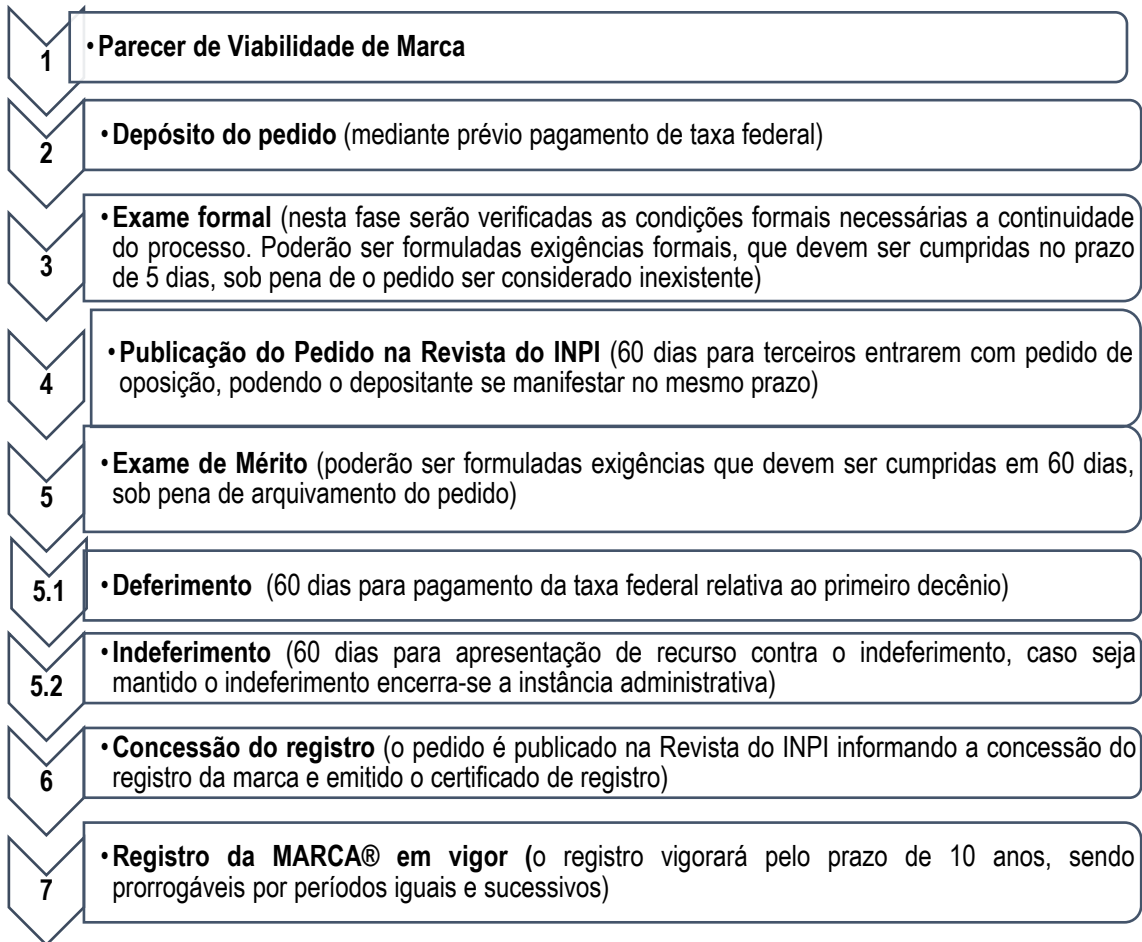 1
•Parecer de Viabilidade de Marca
2
•Depósito do pedido (mediante prévio pagamento de taxa federal)
3
•Exame formal (nesta fase serão verificadas as condições formais necessárias a continuidade
do processo. Poderão ser formuladas exigências formais, que devem ser cumpridas no prazo
de 5 dias, sob pena de o pedido ser considerado inexistente)
4
•Publicação do Pedido na Revista do INPI (60 dias para terceiros entrarem com pedido de
oposição, podendo o depositante se manifestar no mesmo prazo)
5
•Exame de Mérito (poderão ser formuladas exigências que devem ser cumpridas em 60 dias,
sob pena de arquivamento do pedido)
5.1
•Deferimento (60 dias para pagamento da taxa federal relativa ao primeiro decênio)
5.2
•Indeferimento (60 dias para apresentação de recurso contra o indeferimento, caso seja
mantido o indeferimento encerra-se a instância administrativa)
6
•Concessão do registro (o pedido é publicado na Revista do INPI informando a concessão do
registro da marca e emitido o certificado de registro)
7
•Registro da MARCA® em vigor (o registro vigorará pelo prazo de 10 anos, sendo
prorrogáveis por períodos iguais e sucessivos)